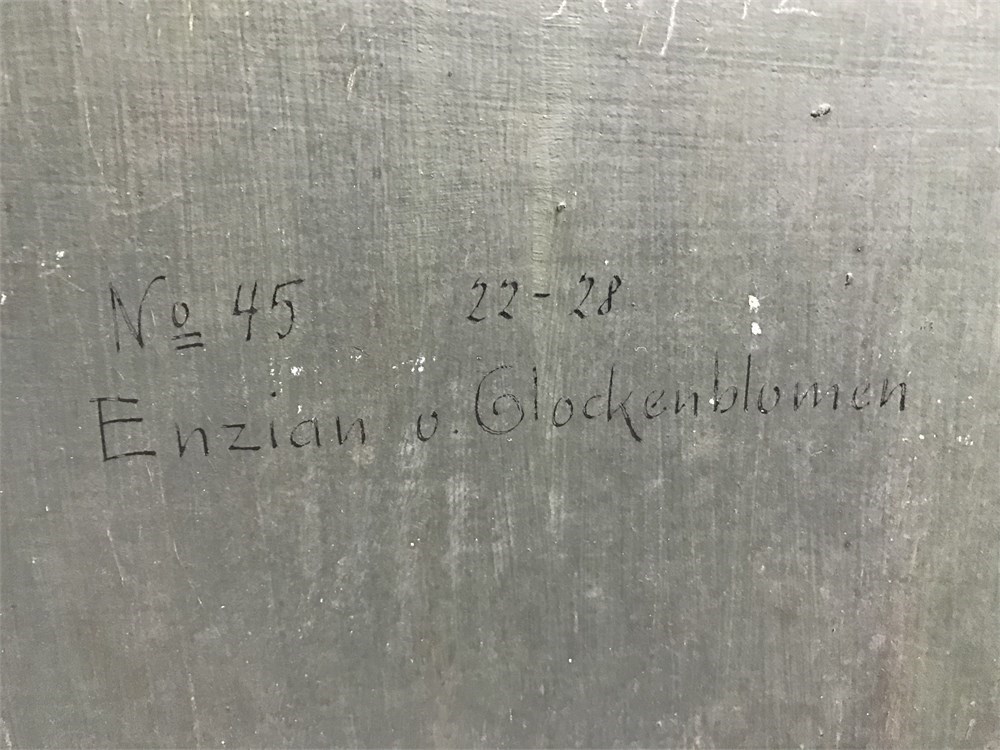 No 45 22-28
Enzian u. Glockenblumen